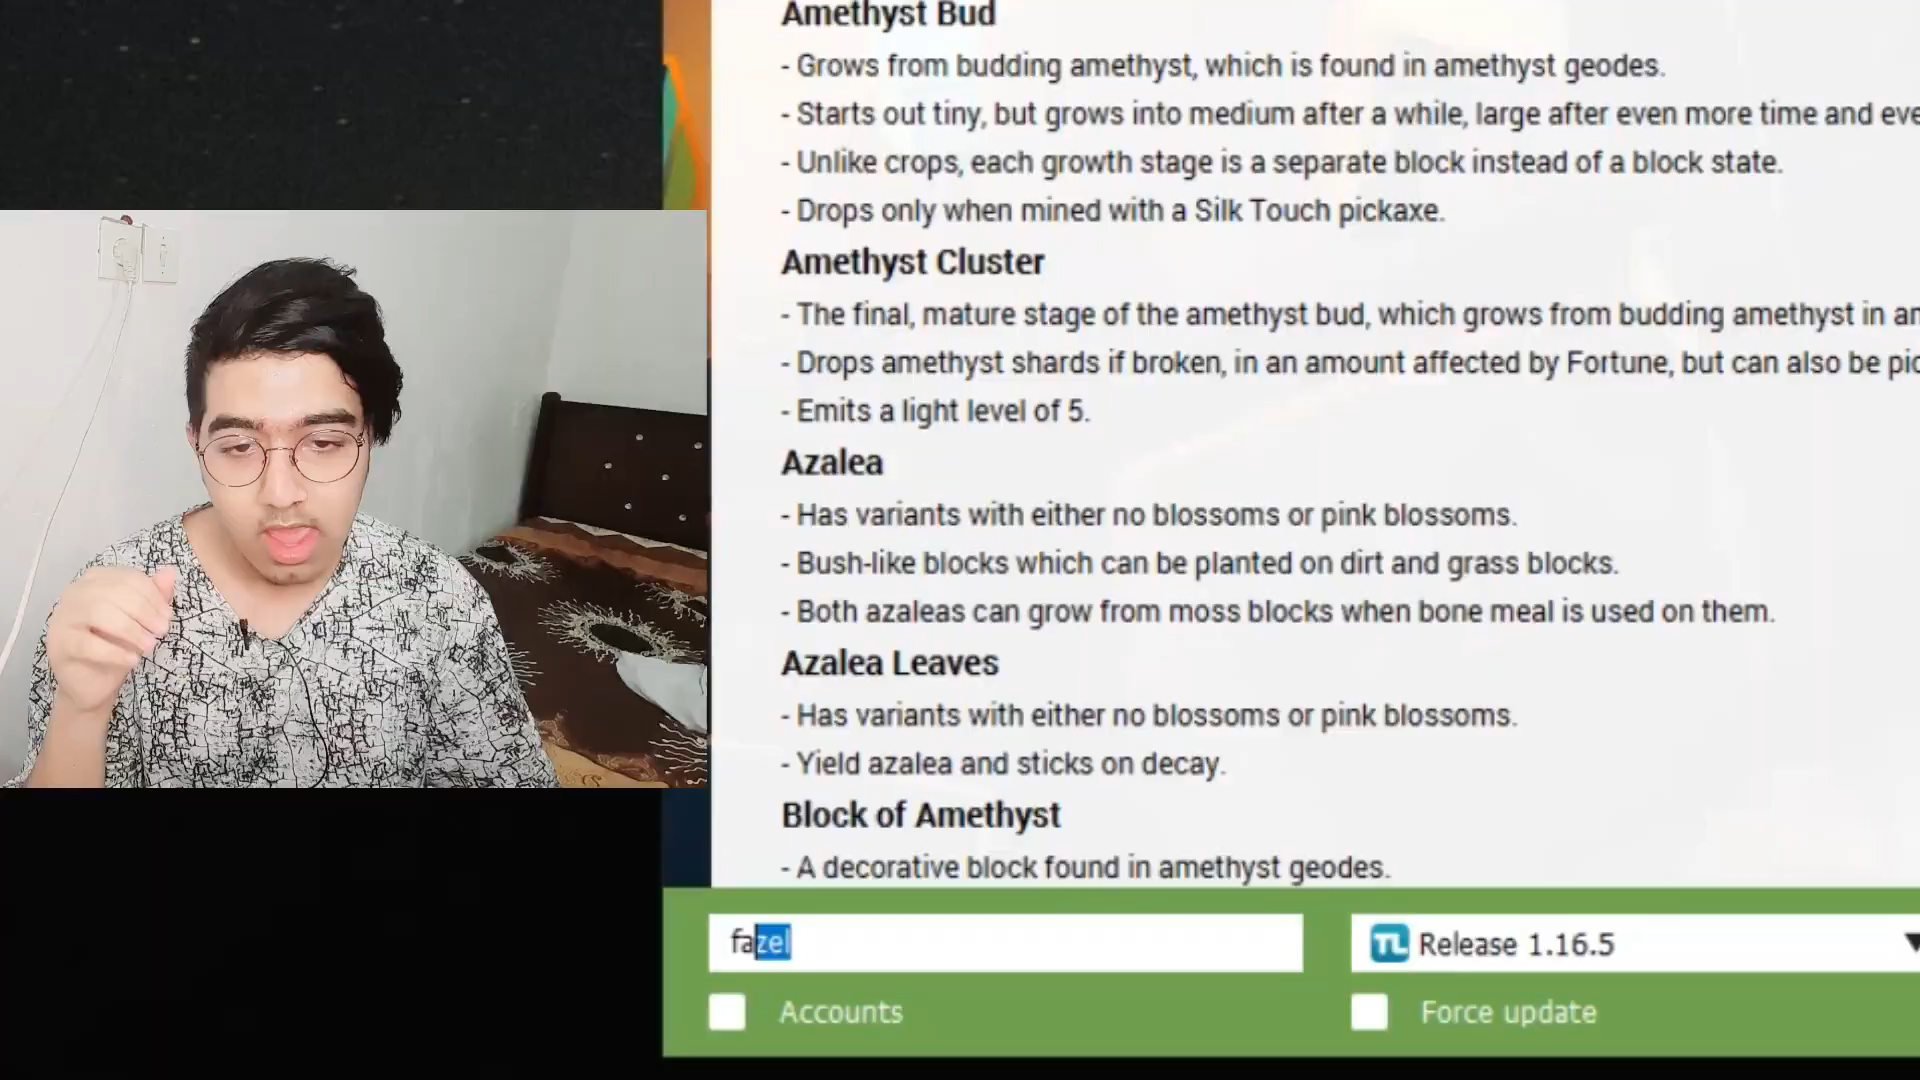 Amethyst Bud
- Grows from budding amethyst, which is found in amethyst geodes.
- Starts out tiny, but grows into medium after a while, large after even more time and eve
- Unlike crops, each growth stage is a separate block instead of a block state.
- Drops only when mined with a Silk Touch pickaxe.
Amethyst Cluster
- The final, mature stage of the amethyst bud, which grows from budding amethyst in an
- Drops amethyst shards if broken, in an amount affected by Fortune, but can also be pic
- Emits a light level of 5.
Azalea
- Has variants with either no blossoms or pink blossoms.
- Bush-like blocks which can be planted on dirt and grass blocks.
- Both azaleas can grow from moss blocks when bone meal is used on them.
Azalea Leaves
- Has variants with either no blossoms or pink blossoms.
- Yield azalea and sticks on decay.
Block of Amethyst
- A decorative block found in amethyst geodes.
fazel
TL Release 1.16.5
Accounts
Force update